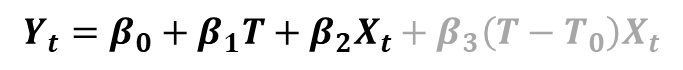 Yₜ = β₀ + β₁T + β₂Xₜ + β₃(T − T₀)Xₜ